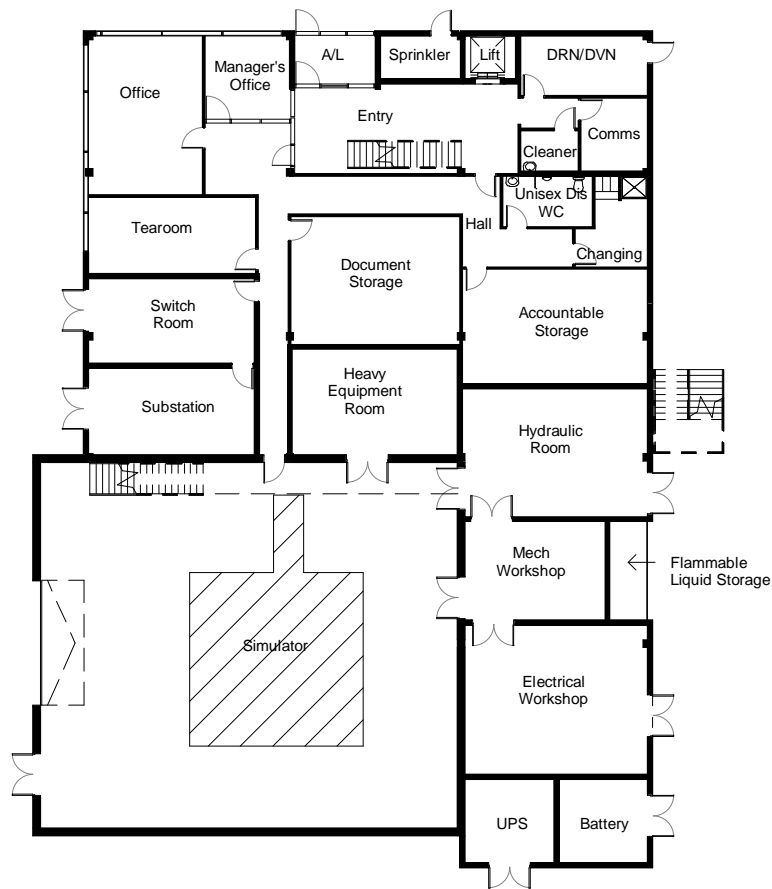 A/L
Sprinkler
Lift
DRN/DVN
Manager's
Office
Office
Entry
Comms
Cleaner
Unisex Dis
WC
Tearoom
Hall
Changing
Document
Storage
Switch
Room
Accountable
Storage
Heavy
Equipment
Room
Substation
Hydraulic
Room
Mech
Workshop
Flammable
Liquid Storage
Simulator
Electrical
Workshop
UPS
Battery